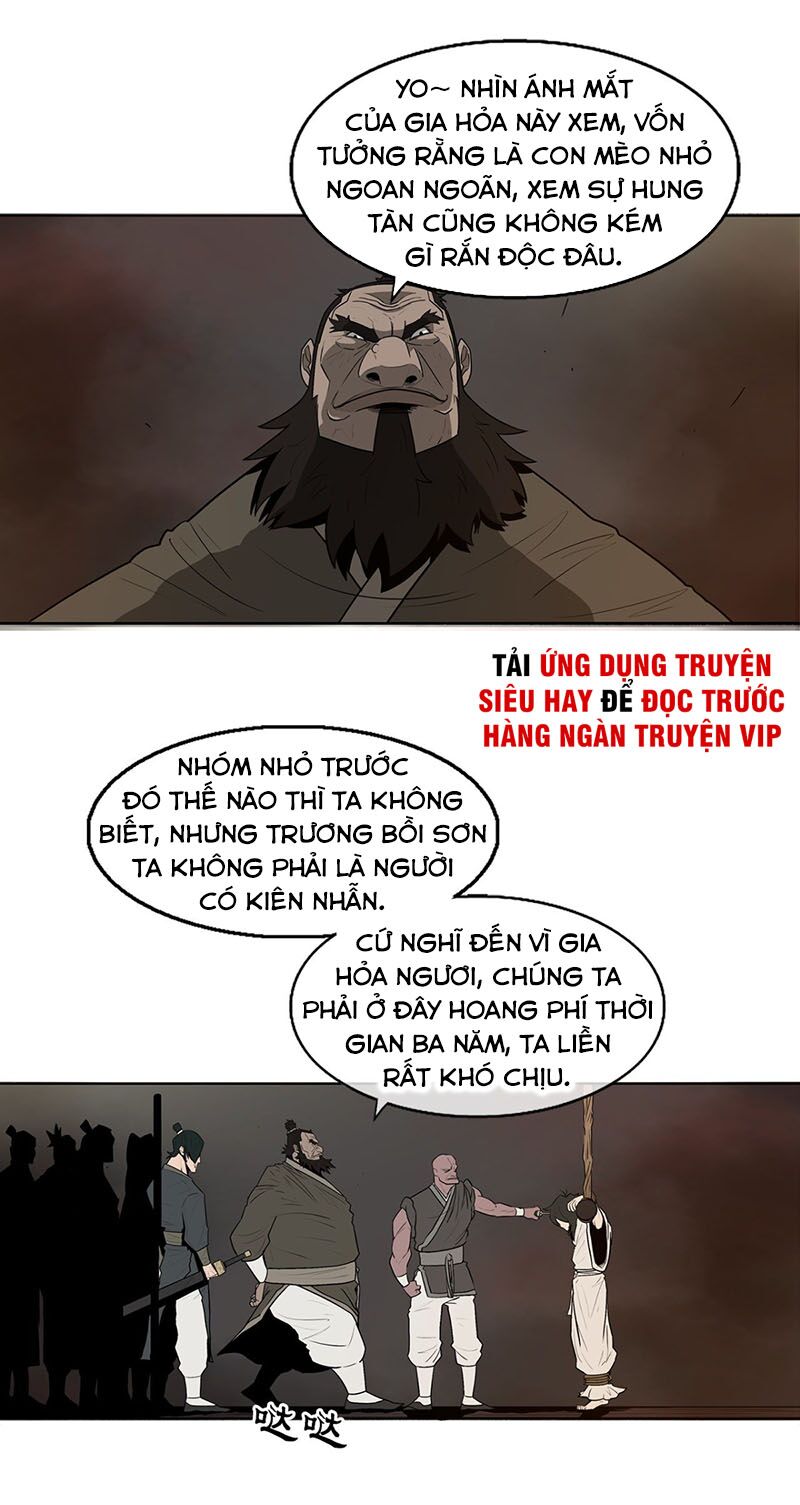 YO~ NHÌN ÁNH MẮT
CỦA GIA HỎA NÀY XEM, VỐN
TƯỞNG RẰNG LÀ CON MÈO NHỎ
NGOAN NGOÃN, XEM SỰ HUNG
TÀN CŨNG KHÔNG KÉM
GÌ RẮN ĐỘC ĐÂU.
TẢI ỨNG DỤNG TRUYỆN
SIÊU HAY ĐỂ ĐỌC TRƯỚC
HÀNG NGÀN TRUYỆN VIP
NHÓM NHỎ TRƯỚC
ĐÓ THẾ NÀO THÌ TA KHÔNG
BIẾT, NHƯNG TRƯƠNG BỒI SƠN
TA KHÔNG PHẢI LÀ NGƯỜI
CÓ KIÊN NHẪN.
CỨ NGHĨ ĐẾN VÌ GIA
HỎA NGƯƠI, CHÚNG TA
PHẢI Ở ĐÂY HOANG PHÍ THỜI
GIAN BA NĂM, TA LIỀN
RẤT KHÓ CHỊU.
哒 哒